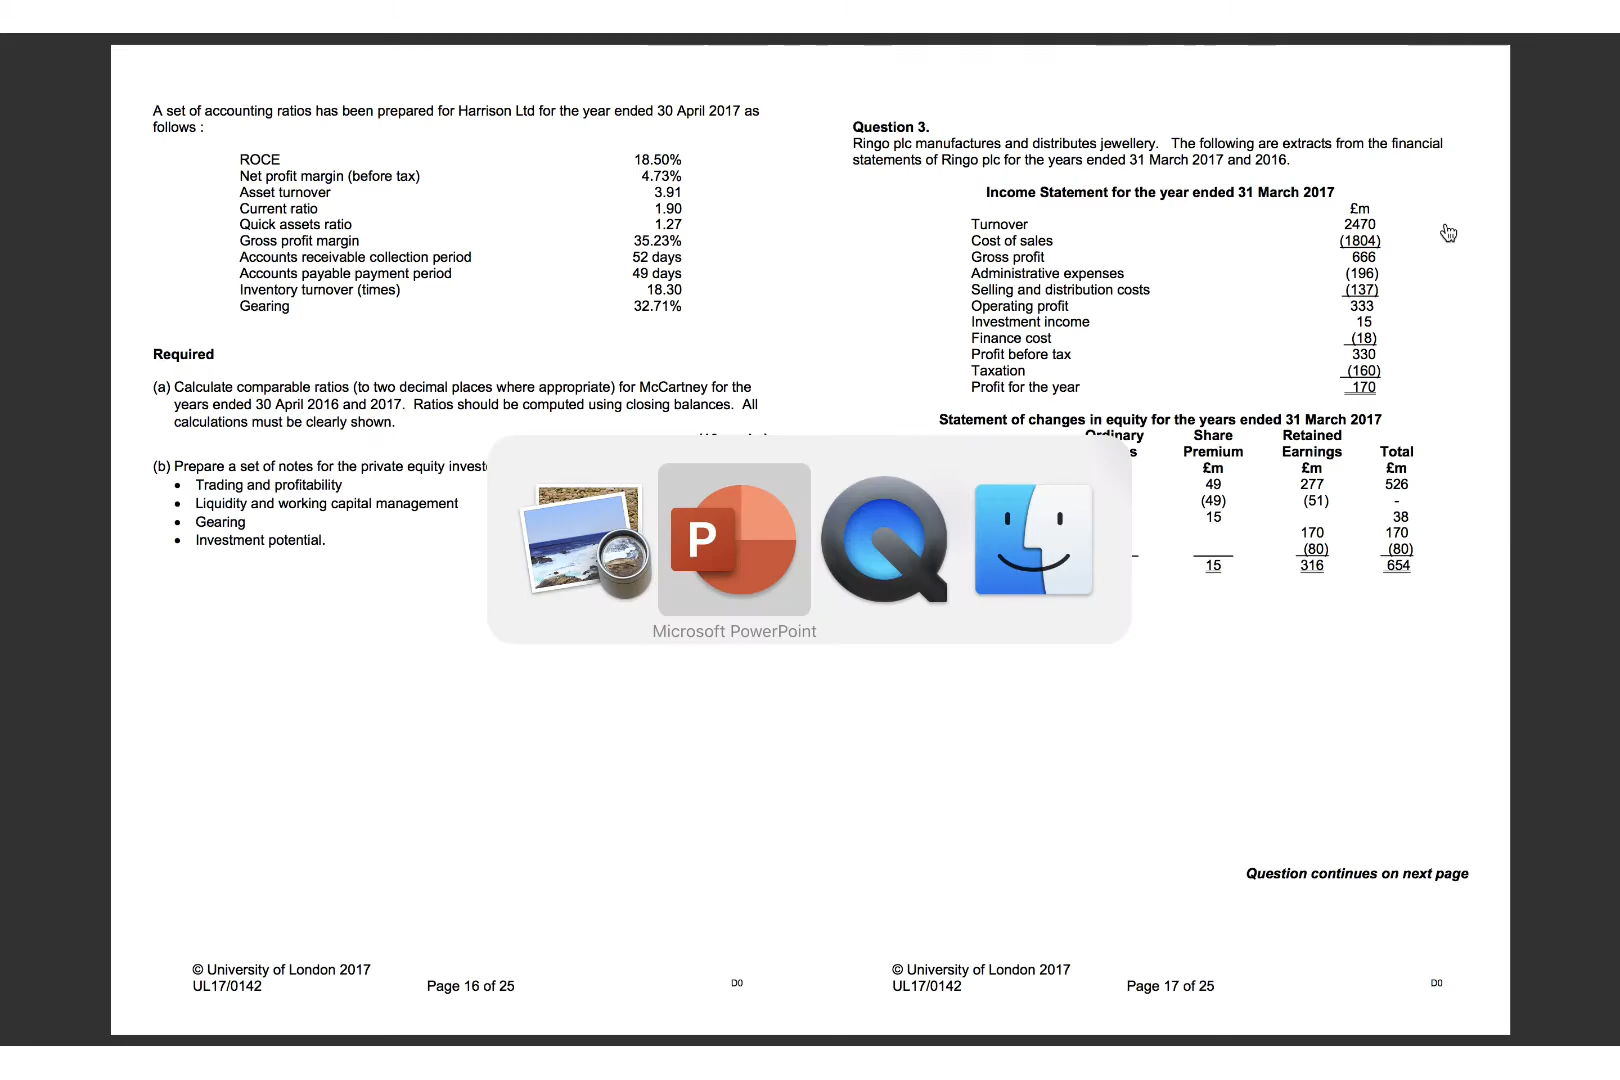 A set of accounting ratios has been prepared for Harrison Ltd for the year ended 30 April 2017 as
follows :
ROCE 18.50%
Net profit margin (before tax) 4.73%
Asset turnover 3.91
Current ratio 1.90
Quick assets ratio 1.27
Gross profit margin 35.23%
Accounts receivable collection period 52 days
Accounts payable payment period 49 days
Inventory turnover (times) 18.30
Gearing 32.71%
Required
(a) Calculate comparable ratios (to two decimal places where appropriate) for McCartney for the
years ended 30 April 2016 and 2017. Ratios should be computed using closing balances. All
calculations must be clearly shown.
(b) Prepare a set of notes for the private equity
• Trading and profitability
• Liquidity and working capital management
• Gearing
• Investment potential.
© University of London 2017
UL17/0142
Page 16 of 25
D0
Question 3.
Ringo plc manufactures and distributes jewellery. The following are extracts from the financial
statements of Ringo plc for the years ended 31 March 2017 and 2016.
Income Statement for the year ended 31 March 2017
£m
Turnover 2470
Cost of sales (1804)
Gross profit 666
Administrative expenses (196)
Selling and distribution costs (137)
Operating profit 333
Investment income 15
Finance cost (18)
Profit before tax 330
Taxation (160)
Profit for the year 170
Statement of changes in equity for the years ended 31 March 2017
Ordinary Share Retained
Premium Earnings Total
£m £m £m
49 277 526
(49) (51) -
15 38
170 170
(80) (80)
15 316 654
Question continues on next page
© University of London 2017
UL17/0142
Page 17 of 25
D0
P
Microsoft PowerPoint